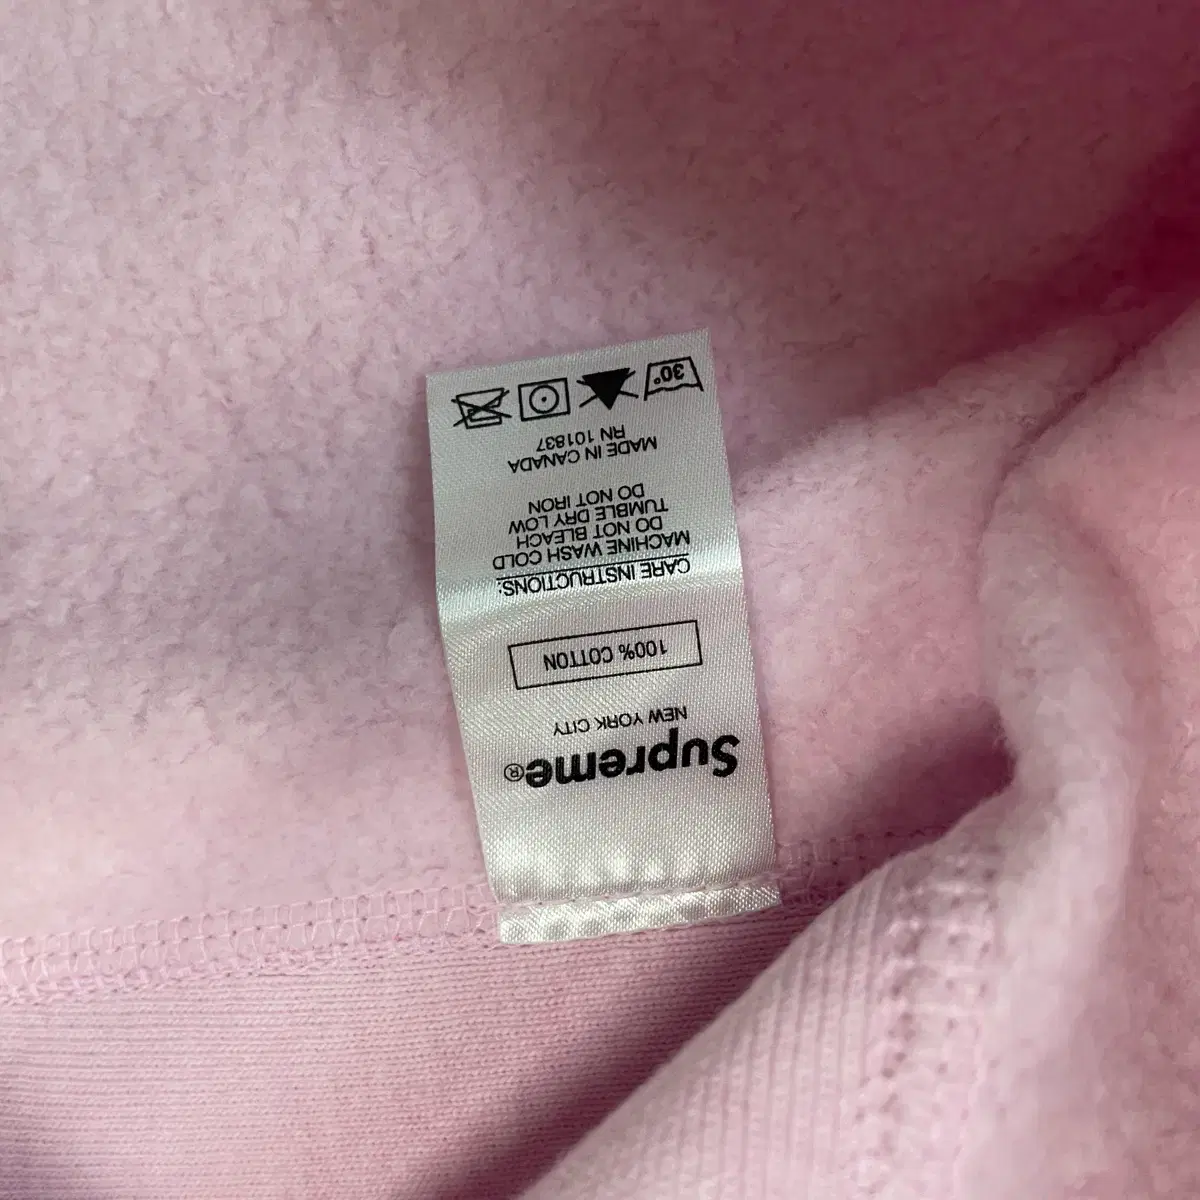 Supreme®
NEW YORK CITY
100% COTTON
CARE INSTRUCTIONS:
MACHINE WASH COLD
DO NOT BLEACH
TUMBLE DRY LOW
DO NOT IRON
MADE IN CANADA
RN 101837
30°